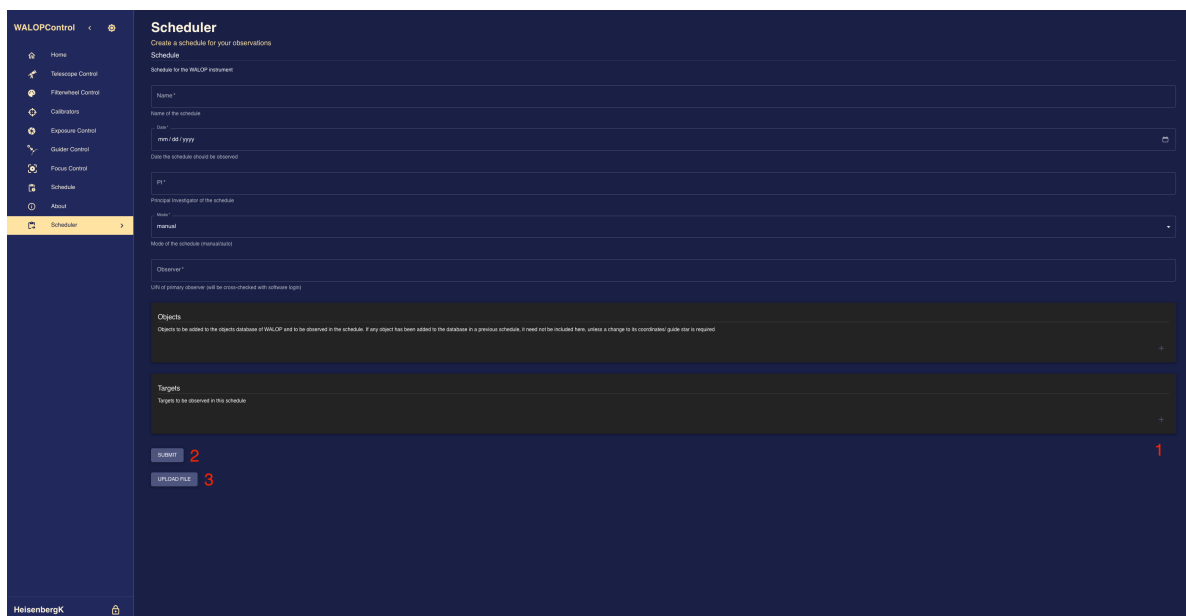 WALOPControl
Home
Telescope Control
Filterwheel Control
Calibrators
Exposure Control
Guider Control
Focus Control
Schedule
About
Scheduler
HeisenbergK
Scheduler
Create a schedule for your observations
Schedule
Schedule for the WALOP instrument
Name *
Name of the schedule
Date *
mm / dd / yyyy
Date the schedule should be observed
PI *
Principal Investigator of the schedule
Mode *
manual
Mode of the schedule (manual/auto)
Observer *
UIN of primary observer (will be cross-checked with software login)
Objects
Objects to be added to the objects database of WALOP and to be observed in the schedule. If any object has been added to the database in a previous schedule, it need not be included here, unless a change to its coordinates/ guide star is required
+
Targets
Targets to be observed in this schedule
+
1
SUBMIT 2
UPLOAD FILE 3